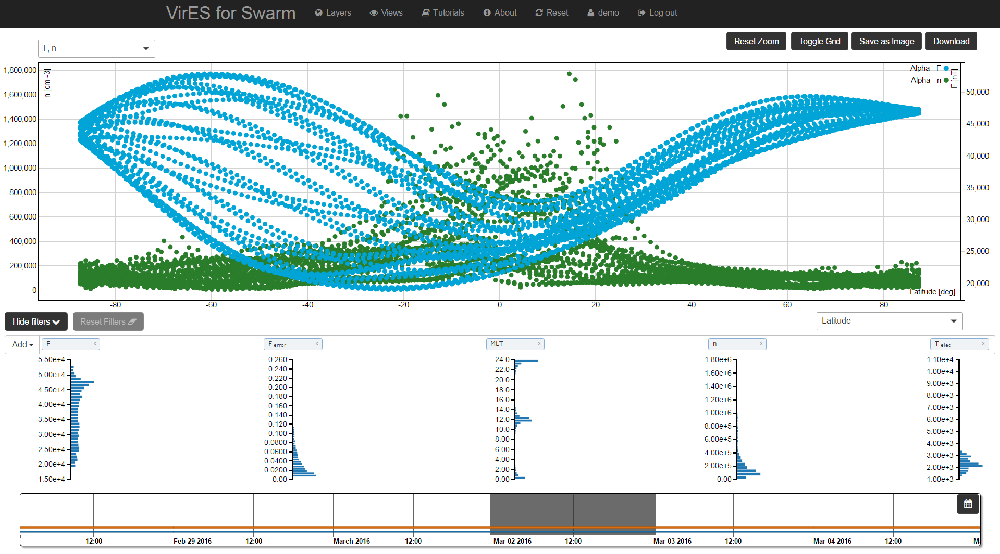 VirES for Swarm Layers Views Tutorials About Reset demo Log out
F, n
Reset Zoom Toggle Grid Save as Image Download
n [cm -3]
F [nT]
Alpha - F
Alpha - n
1,800,000
1,600,000
1,400,000
1,200,000
1,000,000
800,000
600,000
400,000
200,000
0
50,000
45,000
40,000
35,000
30,000
25,000
20,000
Latitude [deg]
-80 -60 -40 -20 0 20 40 60 80
Hide filters Reset Filters
Latitude
Add
F x
F error x
MLT x
n x
T elec x
5.50e+4
5.00e+4
4.50e+4
4.00e+4
3.50e+4
3.00e+4
2.50e+4
2.00e+4
1.50e+4
0.260
0.240
0.220
0.200
0.180
0.160
0.140
0.120
0.100
0.0800
0.0600
0.0400
0.0200
0.00
24.0
22.0
20.0
18.0
16.0
14.0
12.0
10.0
8.00
6.00
4.00
2.00
0.00
1.80e+6
1.60e+6
1.40e+6
1.20e+6
1.00e+6
8.00e+5
6.00e+5
4.00e+5
2.00e+5
0.00
1.10e+4
1.00e+4
9.00e+3
8.00e+3
7.00e+3
6.00e+3
5.00e+3
4.00e+3
3.00e+3
2.00e+3
1.00e+3
12:00 Feb 29 2016 12:00 March 2016 12:00 Mar 02 2016 12:00 Mar 03 2016 12:00 Mar 04 2016 12:00